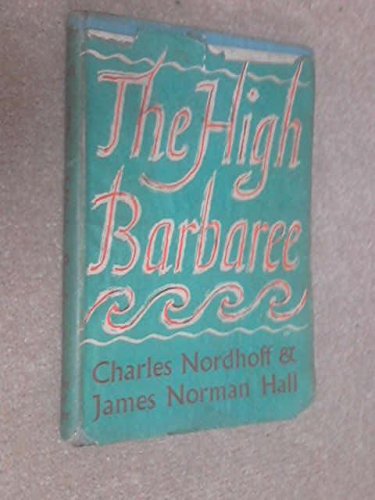 The High
Barbaree
Charles Nordhoff &
James Norman Hall